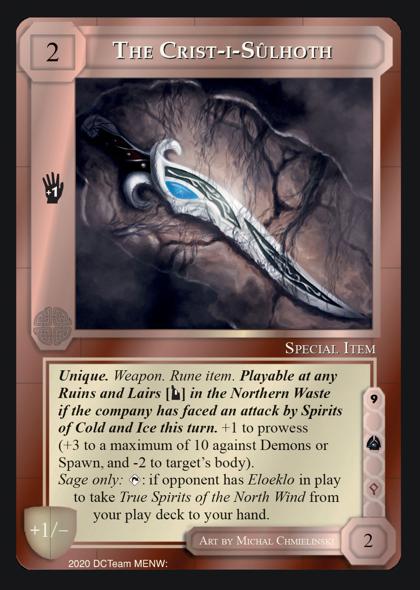 2
The Crist-i-Sûlhoth
+1
Special Item
Unique. Weapon. Rune item. Playable at any
Ruins and Lairs [] in the Northern Waste
if the company has faced an attack by Spirits
of Cold and Ice this turn. +1 to prowess
(+3 to a maximum of 10 against Demons or
Spawn, and -2 to target's body).
Sage only: : if opponent has Eloeklo in play
to take True Spirits of the North Wind from
your play deck to your hand.
9
+1/–
Art by Michal Chmielinski
2
2020 DCTeam MENW: